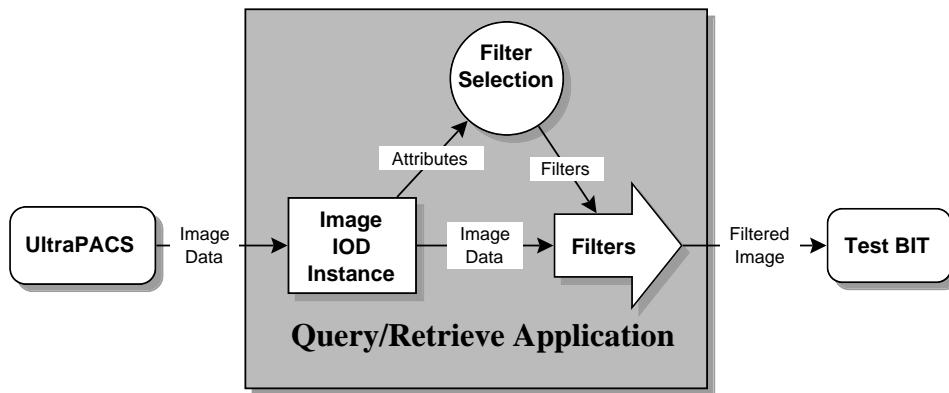 Filter
Selection
Attributes
Filters
UltraPACS
Image
Data
Image
IOD
Instance
Image
Data
Filters
Filtered
Image
Test BIT
Query/Retrieve Application